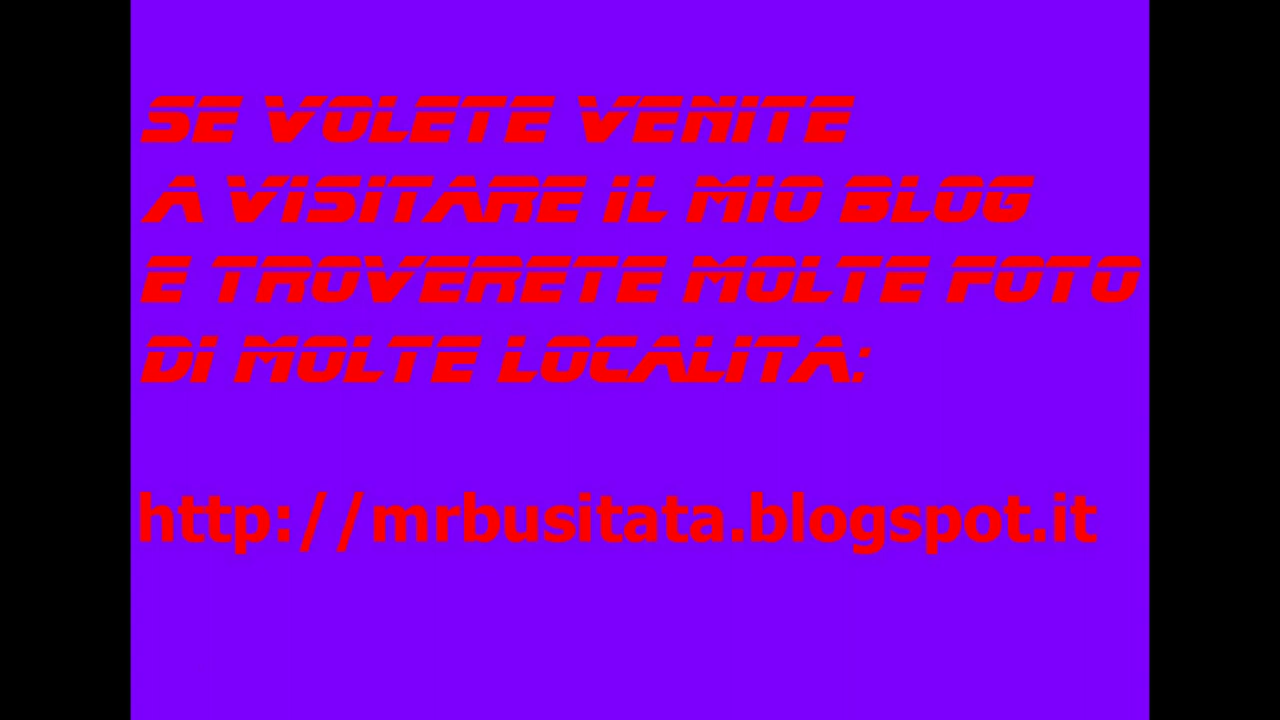 SE VOLETE VENITE
A VISITARE IL MIO BLOG
E TROVERETE MOLTE FOTO
DI MOLTE LOCALITA:
http://mrbusitata.blogspot.it